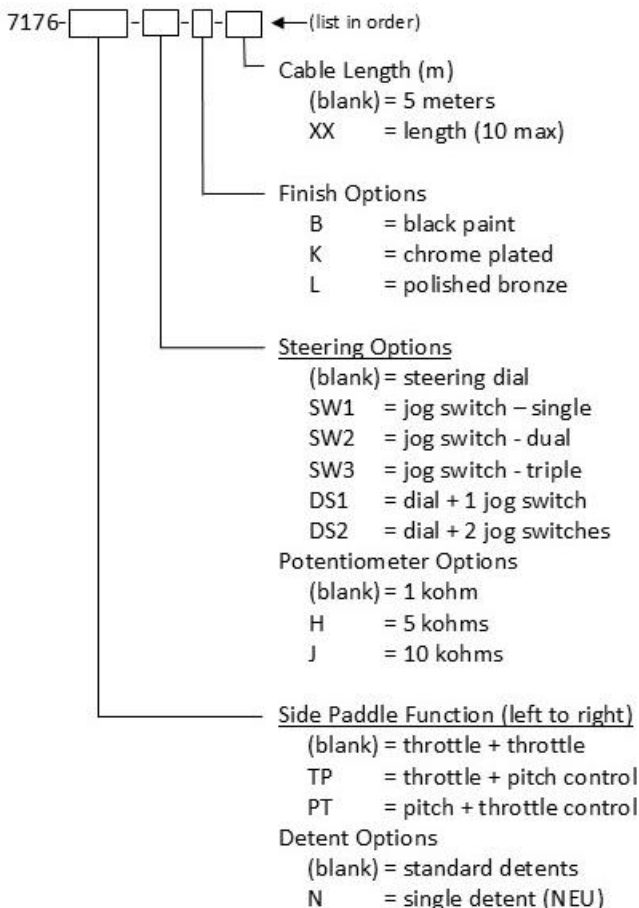 7176- - - - (list in order)
Cable Length (m)
(blank) = 5 meters
XX = length (10 max)
Finish Options
B = black paint
K = chrome plated
L = polished bronze
Steering Options
(blank) = steering dial
SW1 = jog switch – single
SW2 = jog switch - dual
SW3 = jog switch - triple
DS1 = dial + 1 jog switch
DS2 = dial + 2 jog switches
Potentiometer Options
(blank) = 1 kohm
H = 5 kohms
J = 10 kohms
Side Paddle Function (left to right)
(blank) = throttle + throttle
TP = throttle + pitch control
PT = pitch + throttle control
Detent Options
(blank) = standard detents
N = single detent (NEU)